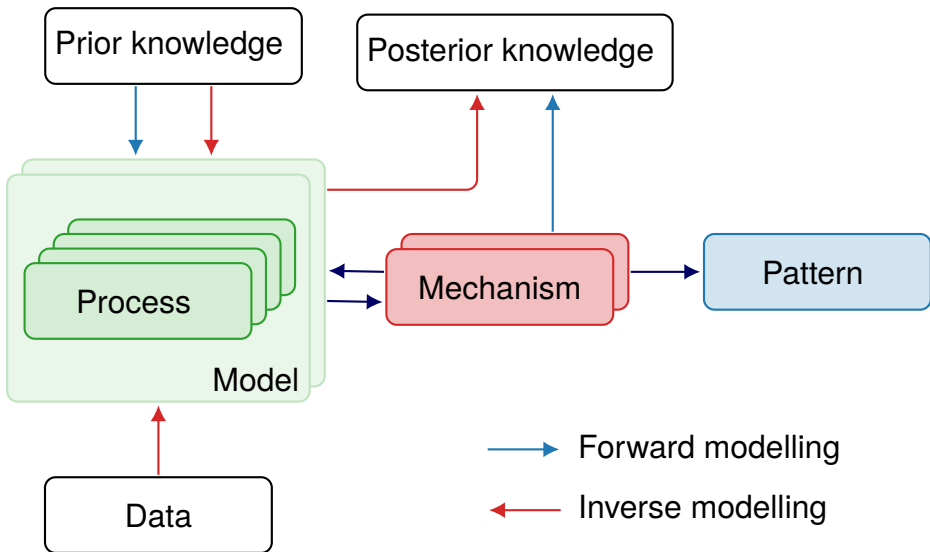 Prior knowledge
Posterior knowledge
Process
Model
Mechanism
Pattern
Data
Forward modelling
Inverse modelling